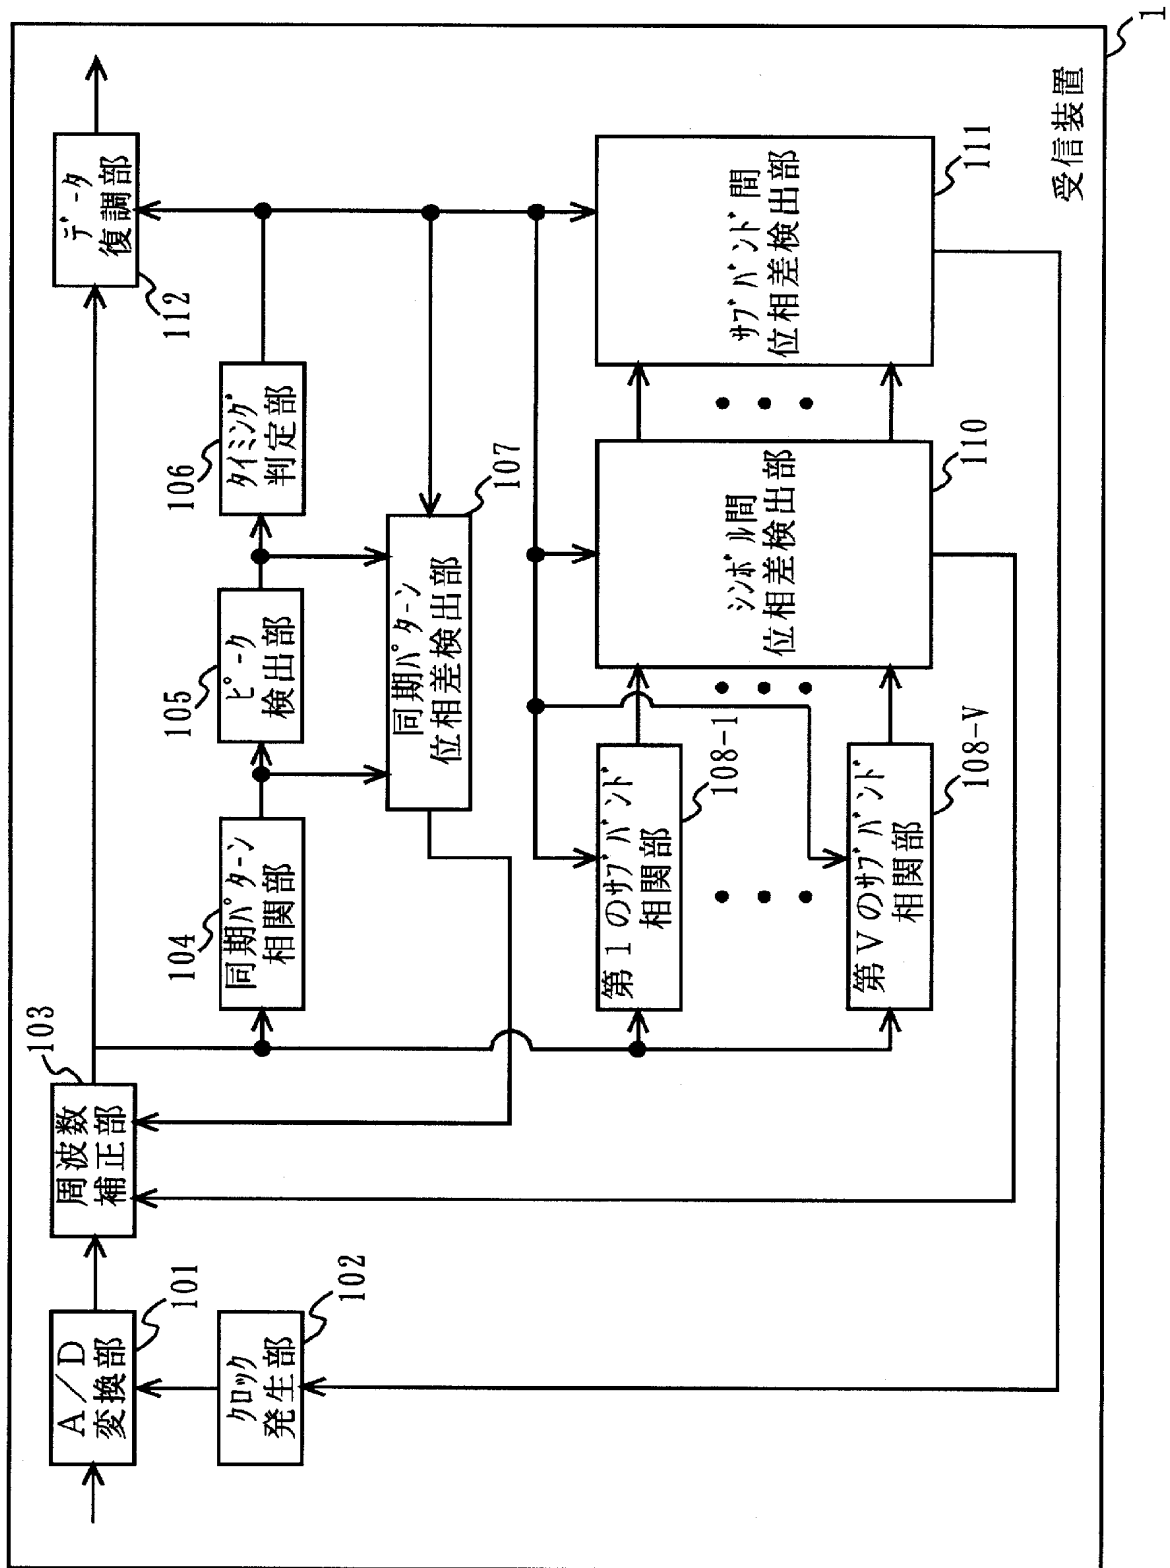 A/D
変換部
101
クロック
発生部
102
周波数
補正部
103
同期パターン
相関部
104
ピーク
検出部
105
タイミング
判定部
106
同期パターン
位相差検出部
107
データ
復調部
112
第1のサブバンド
相関部
108-1
第Vのサブバンド
相関部
108-V
シンボル間
位相差検出部
110
サブバンド間
位相差検出部
111
受信装置
1